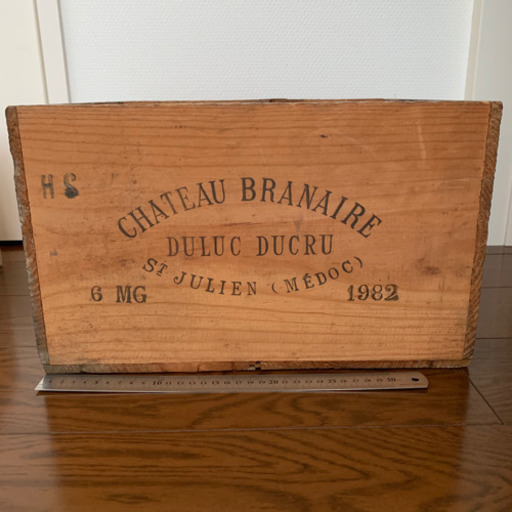 HS
CHATEAU BRANAIRE
DULUC DUCRU
ST JULIEN (MÉDOC)
6 MG 1982